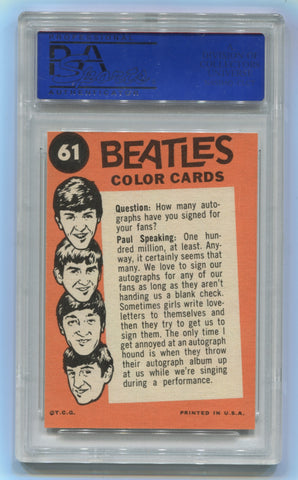 PSA
61
BEATLES
COLOR CARDS
Question: How many auto-
graphs have you signed for
your fans?
Paul Speaking: One hun-
dred million, at least. Any-
way, it certainly seems that
many. We love to sign our
autographs for any of our
fans as long as they aren't
handing us a blank check.
Sometimes girls write love-
letters to themselves and
then they try to get us to
sign them. The only time I
get annoyed at an autograph
hound is when they throw
their autograph album up
at us while we're singing
during a performance.
©T.C.G.
PRINTED IN U.S.A.